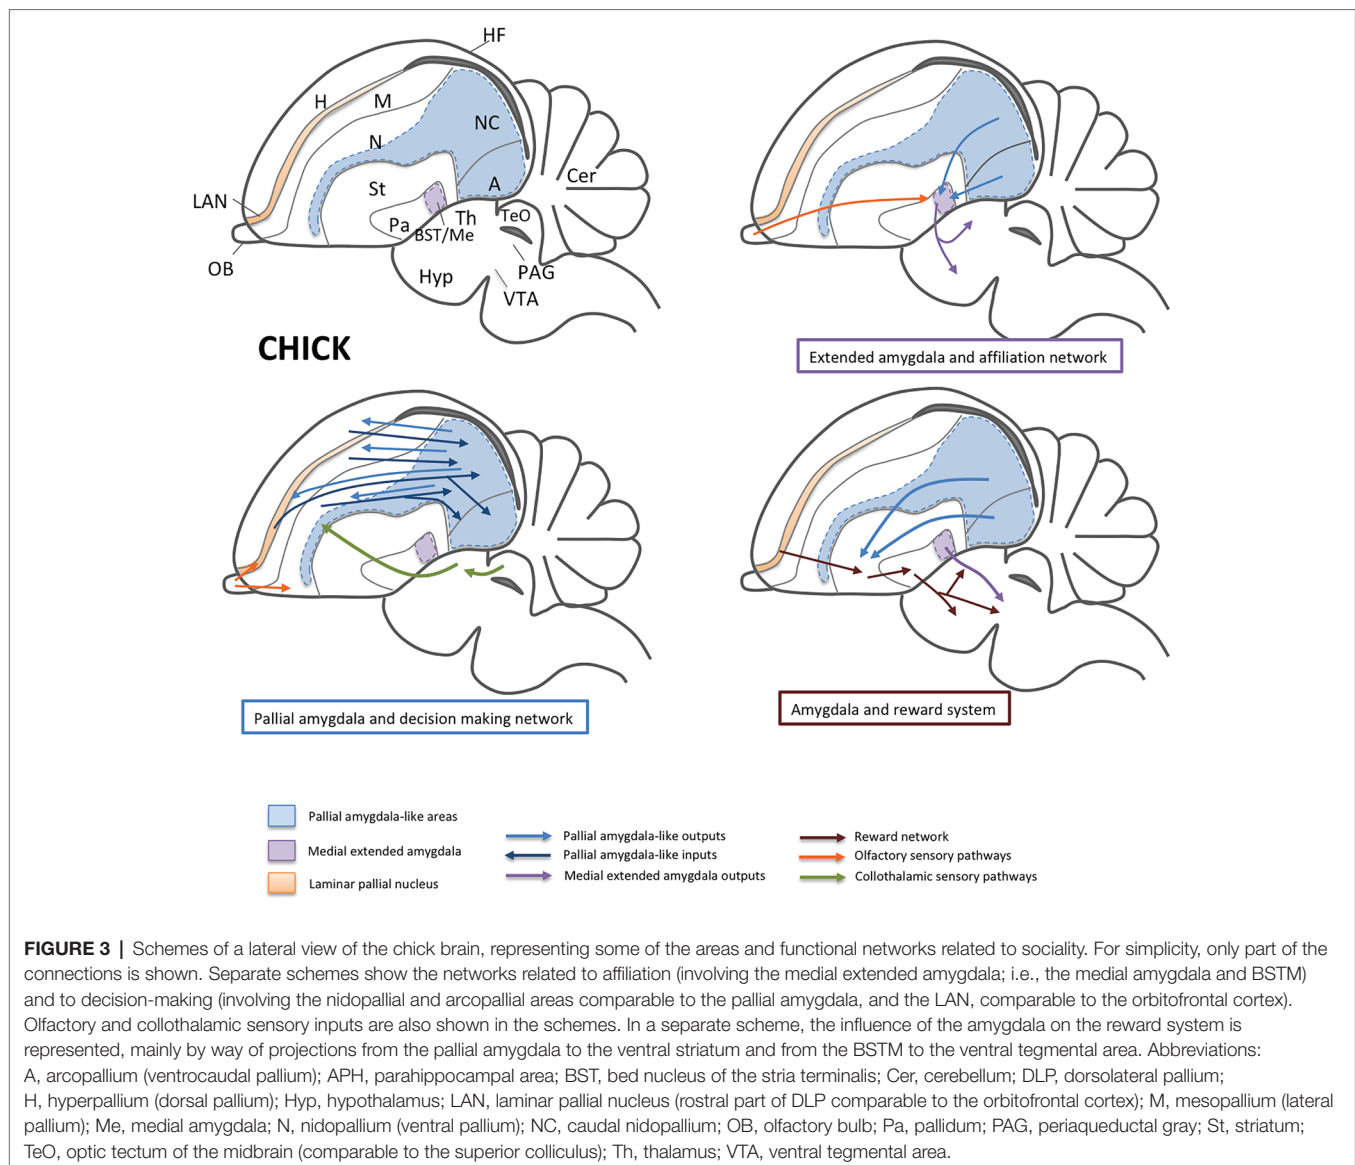 HF
H
M
NC
N
St
A
Cer
LAN
Pa
Th
TeO
BST/Me
OB
Hyp
PAG
VTA
CHICK
Extended amygdala and affiliation network
Pallial amygdala and decision making network
Amygdala and reward system
Pallial amygdala-like areas
Medial extended amygdala
Laminar pallial nucleus
Pallial amygdala-like outputs
Pallial amygdala-like inputs
Medial extended amygdala outputs
Reward network
Olfactory sensory pathways
Collothalamic sensory pathways
FIGURE 3 | Schemes of a lateral view of the chick brain, representing some of the areas and functional networks related to sociality. For simplicity, only part of the
connections is shown. Separate schemes show the networks related to affiliation (involving the medial extended amygdala; i.e., the medial amygdala and BSTM)
and to decision-making (involving the nidopallial and arcopallial areas comparable to the pallial amygdala, and the LAN, comparable to the orbitofrontal cortex).
Olfactory and collothalamic sensory inputs are also shown in the schemes. In a separate scheme, the influence of the amygdala on the reward system is
represented, mainly by way of projections from the pallial amygdala to the ventral striatum and from the BSTM to the ventral tegmental area. Abbreviations:
A, arcopallium (ventrocaudal pallium); APH, parahippocampal area; BST, bed nucleus of the stria terminalis; Cer, cerebellum; DLP, dorsolateral pallium;
H, hyperpallium (dorsal pallium); Hyp, hypothalamus; LAN, laminar pallial nucleus (rostral part of DLP comparable to the orbitofrontal cortex); M, mesopallium (lateral
pallium); Me, medial amygdala; N, nidopallium (ventral pallium); NC, caudal nidopallium; OB, olfactory bulb; Pa, pallidum; PAG, periaqueductal gray; St, striatum;
TeO, optic tectum of the midbrain (comparable to the superior colliculus); Th, thalamus; VTA, ventral tegmental area.